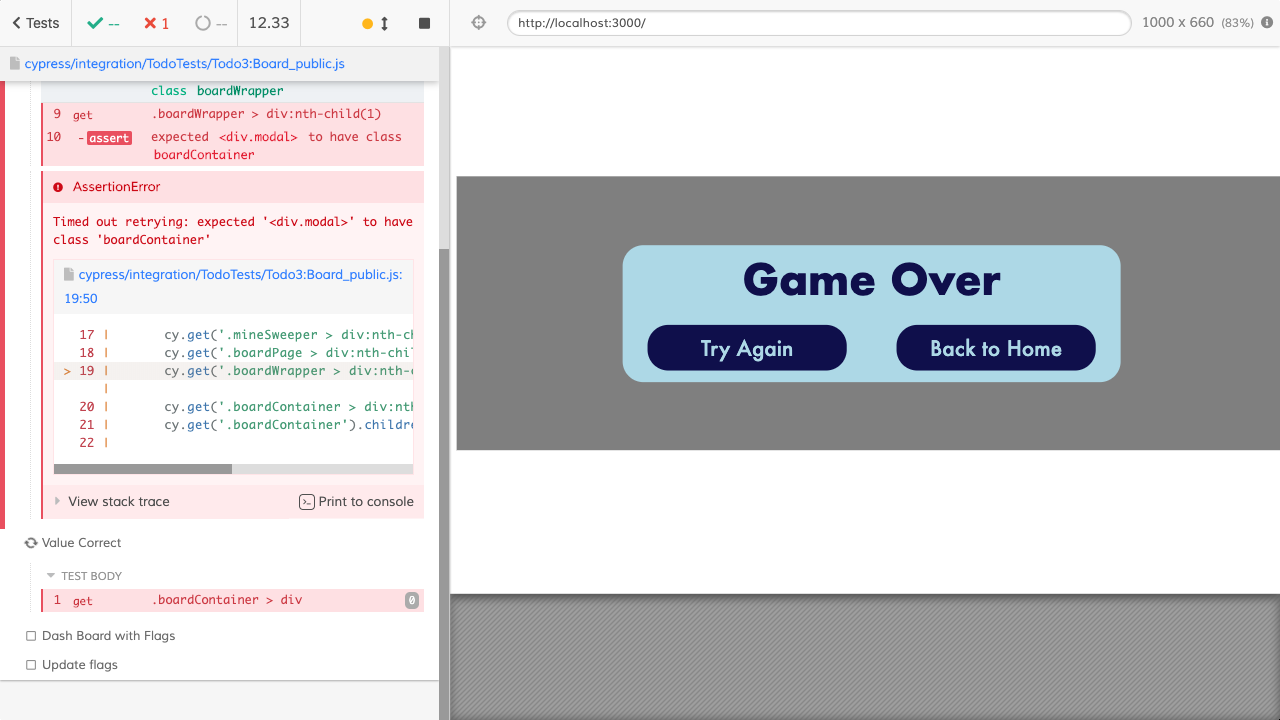 Tests
--
1
--
12.33
http://localhost:3000/
1000 x 660 (83%)
cypress/integration/TodoTests/Todo3:Board_public.js
class boardWrapper
9 get .boardWrapper > div:nth-child(1)
10 -assert expected <div.modal> to have class
boardContainer
AssertionError
Timed out retrying: expected '<div.modal>' to have
class 'boardContainer'
cypress/integration/TodoTests/Todo3:Board_public.js:
19:50
17 | cy.get('.mineSweeper > div:nth-c
18 | cy.get('.boardPage > div:nth-chil
> 19 | cy.get('.boardWrapper > div:nth-c
|
20 | cy.get('.boardContainer > div:nth
21 | cy.get('.boardContainer').childre
22 |
View stack trace
Print to console
Value Correct
TEST BODY
1 get .boardContainer > div 0
Dash Board with Flags
Update flags
Game Over
Try Again
Back to Home